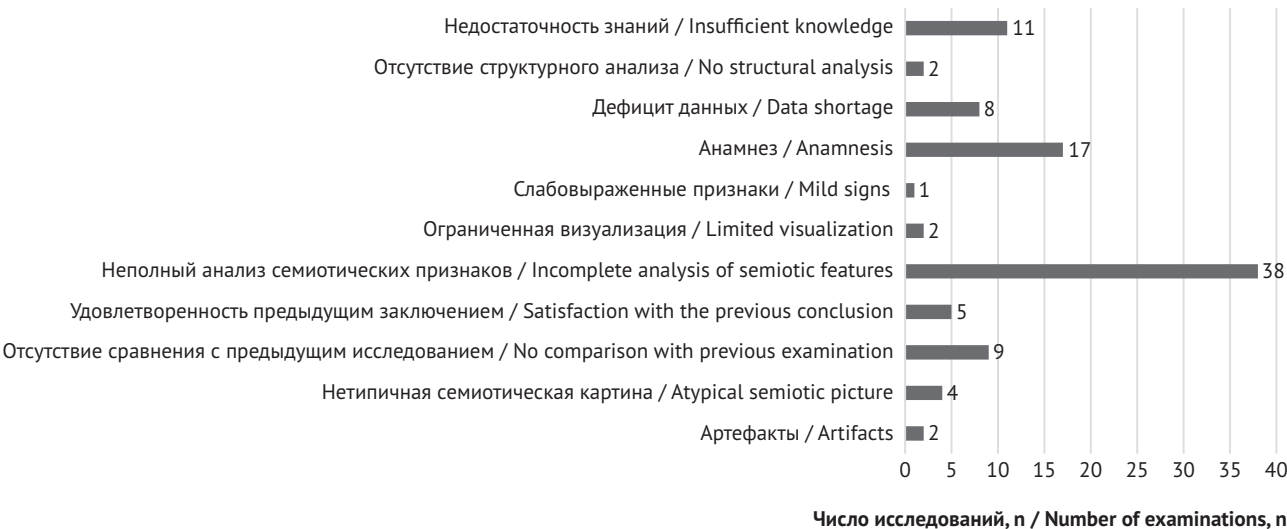 Недостаточность знаний / Insufficient knowledge 11
Отсутствие структурного анализа / No structural analysis 2
Дефицит данных / Data shortage 8
Анамнез / Anamnesis 17
Слабовыраженные признаки / Mild signs 1
Ограниченная визуализация / Limited visualization 2
Неполный анализ семиотических признаков / Incomplete analysis of semiotic features 38
Удовлетворенность предыдущим заключением / Satisfaction with the previous conclusion 5
Отсутствие сравнения с предыдущим исследованием / No comparison with previous examination 9
Нетипичная семиотическая картина / Atypical semiotic picture 4
Артефакты / Artifacts 2
0 5 10 15 20 25 30 35 40
Число исследований, n / Number of examinations, n